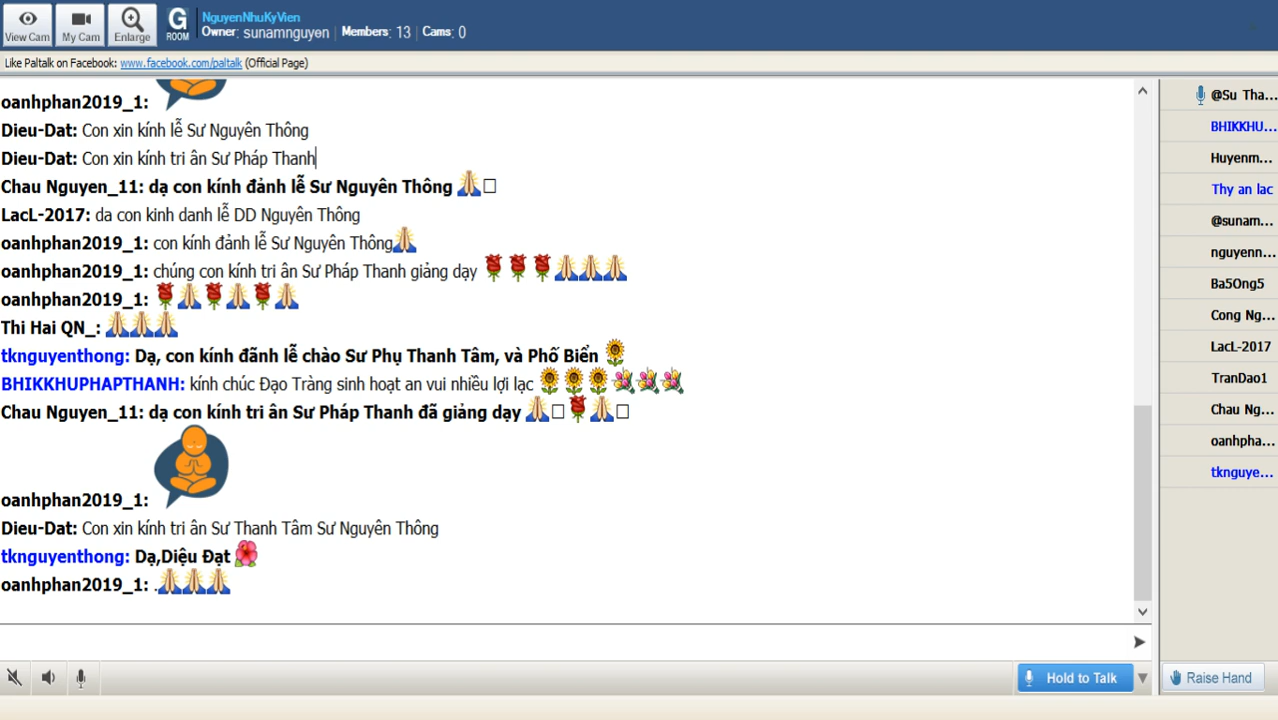 View Cam
My Cam
Enlarge
G
ROOM
NguyenNhuKyVien
Owner: sunamnguyen Members: 13 Cams: 0
Like Paltalk on Facebook: www.facebook.com/paltalk (Official Page)
oanhphan2019_1:
Dieu-Dat: Con xin kính lễ Sư Nguyên Thông
Dieu-Dat: Con xin kính tri ân Sư Pháp Thanh
Chau Nguyen_11: dạ con kính đảnh lễ Sư Nguyên Thông 🙏
LacL-2017: da con kinh danh lễ DD Nguyên Thông
oanhphan2019_1: con kính đảnh lễ Sư Nguyên Thông🙏
oanhphan2019_1: chúng con kính tri ân Sư Pháp Thanh giảng dạy 🌹🌹🌹🙏🙏🙏
oanhphan2019_1: 🌹🙏🌹🙏🌹🙏
Thi Hai QN_: 🙏🙏🙏
tknguyenthong: Dạ, con kính đãnh lễ chào Sư Phụ Thanh Tâm, và Phố Biển 🌻
BHIKKHUPHAPTHANH: kính chúc Đạo Tràng sinh hoạt an vui nhiều lợi lạc 🌻🌻🌻💐💐💐
Chau Nguyen_11: dạ con kính tri ân Sư Pháp Thanh đã giảng dạy 🙏🌹🙏
oanhphan2019_1:
Dieu-Dat: Con xin kính tri ân Sư Thanh Tâm Sư Nguyên Thông
tknguyenthong: Dạ,Diệu Đạt 🌺
oanhphan2019_1: .🙏🙏🙏
@Su Tha...
BHIKKHU...
Huyenm...
Thy an lac
@sunam...
nguyenn...
Ba5Ong5
Cong Ng...
LacL-2017
TranDao1
Chau Ng...
oanhpha...
tknguye...
Hold to Talk
Raise Hand